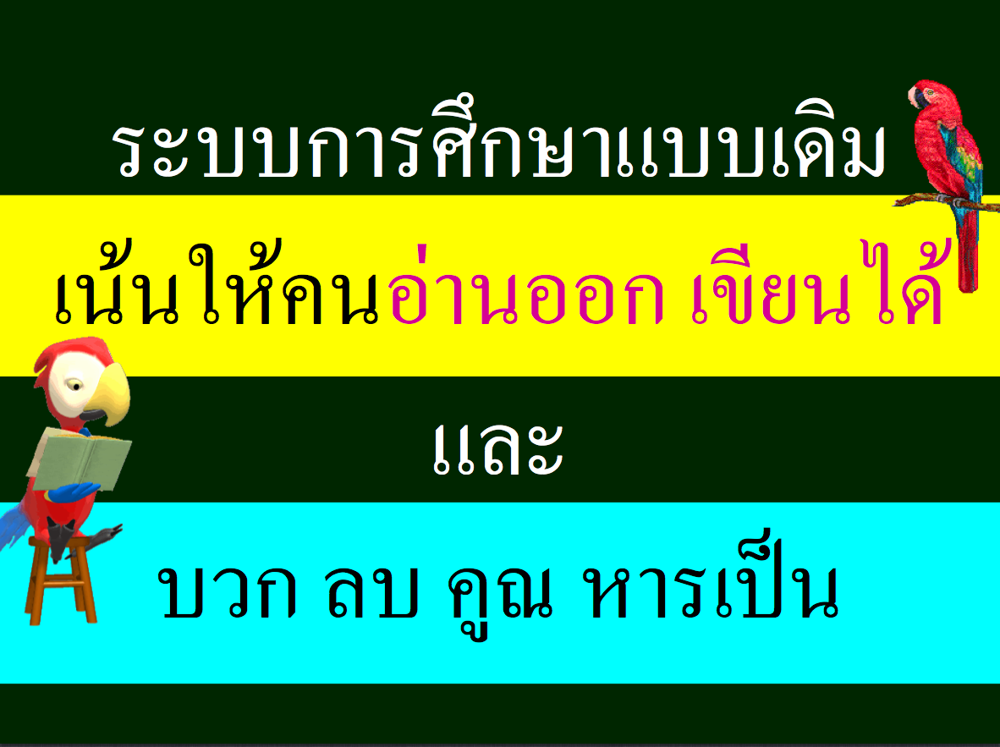 ระบบการศึกษาแบบเดิม
เน้นให้คนอ่านออก เขียนได้
และ
บวก ลบ คูณ หารเป็น